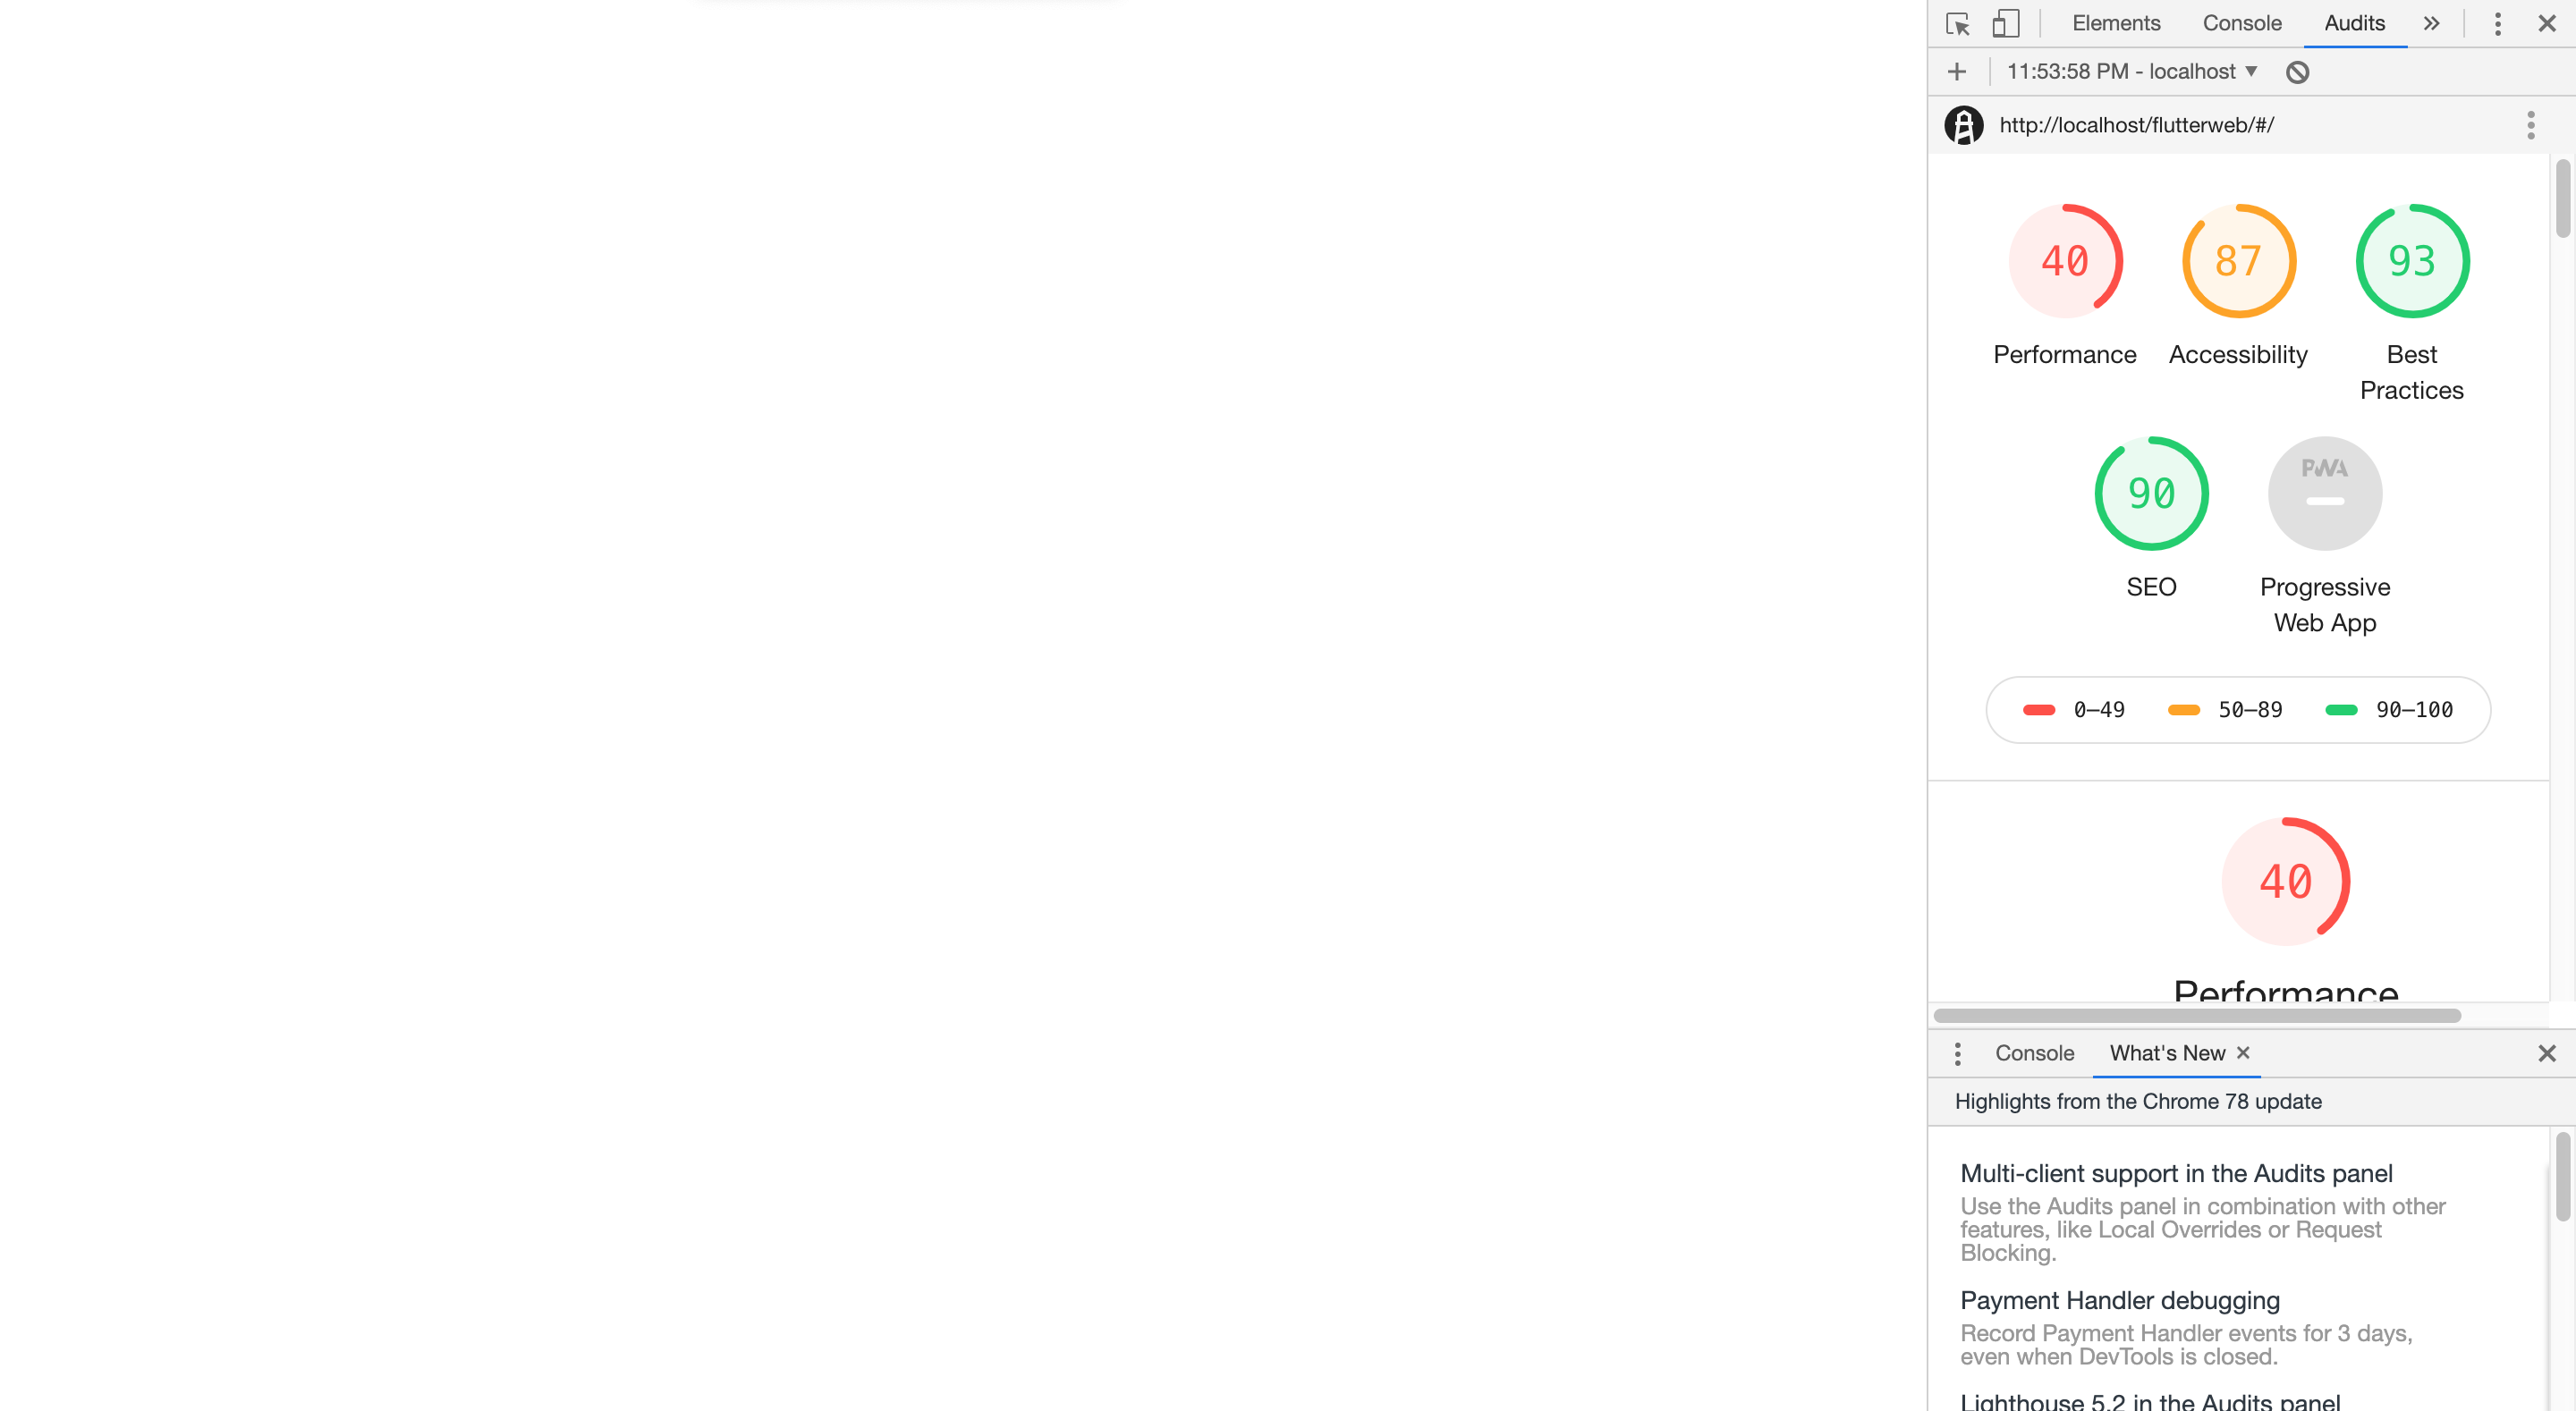 Elements Console Audits
11:53:58 PM - localhost
http://localhost/flutterweb/#/
40 87 93
Performance Accessibility Best
Practices
90 PWA
SEO Progressive
Web App
0–49 50–89 90–100
40
Performance
Console What's New
Highlights from the Chrome 78 update
Multi-client support in the Audits panel
Use the Audits panel in combination with other
features, like Local Overrides or Request
Blocking.
Payment Handler debugging
Record Payment Handler events for 3 days,
even when DevTools is closed.
Lighthouse 5.2 in the Audits panel